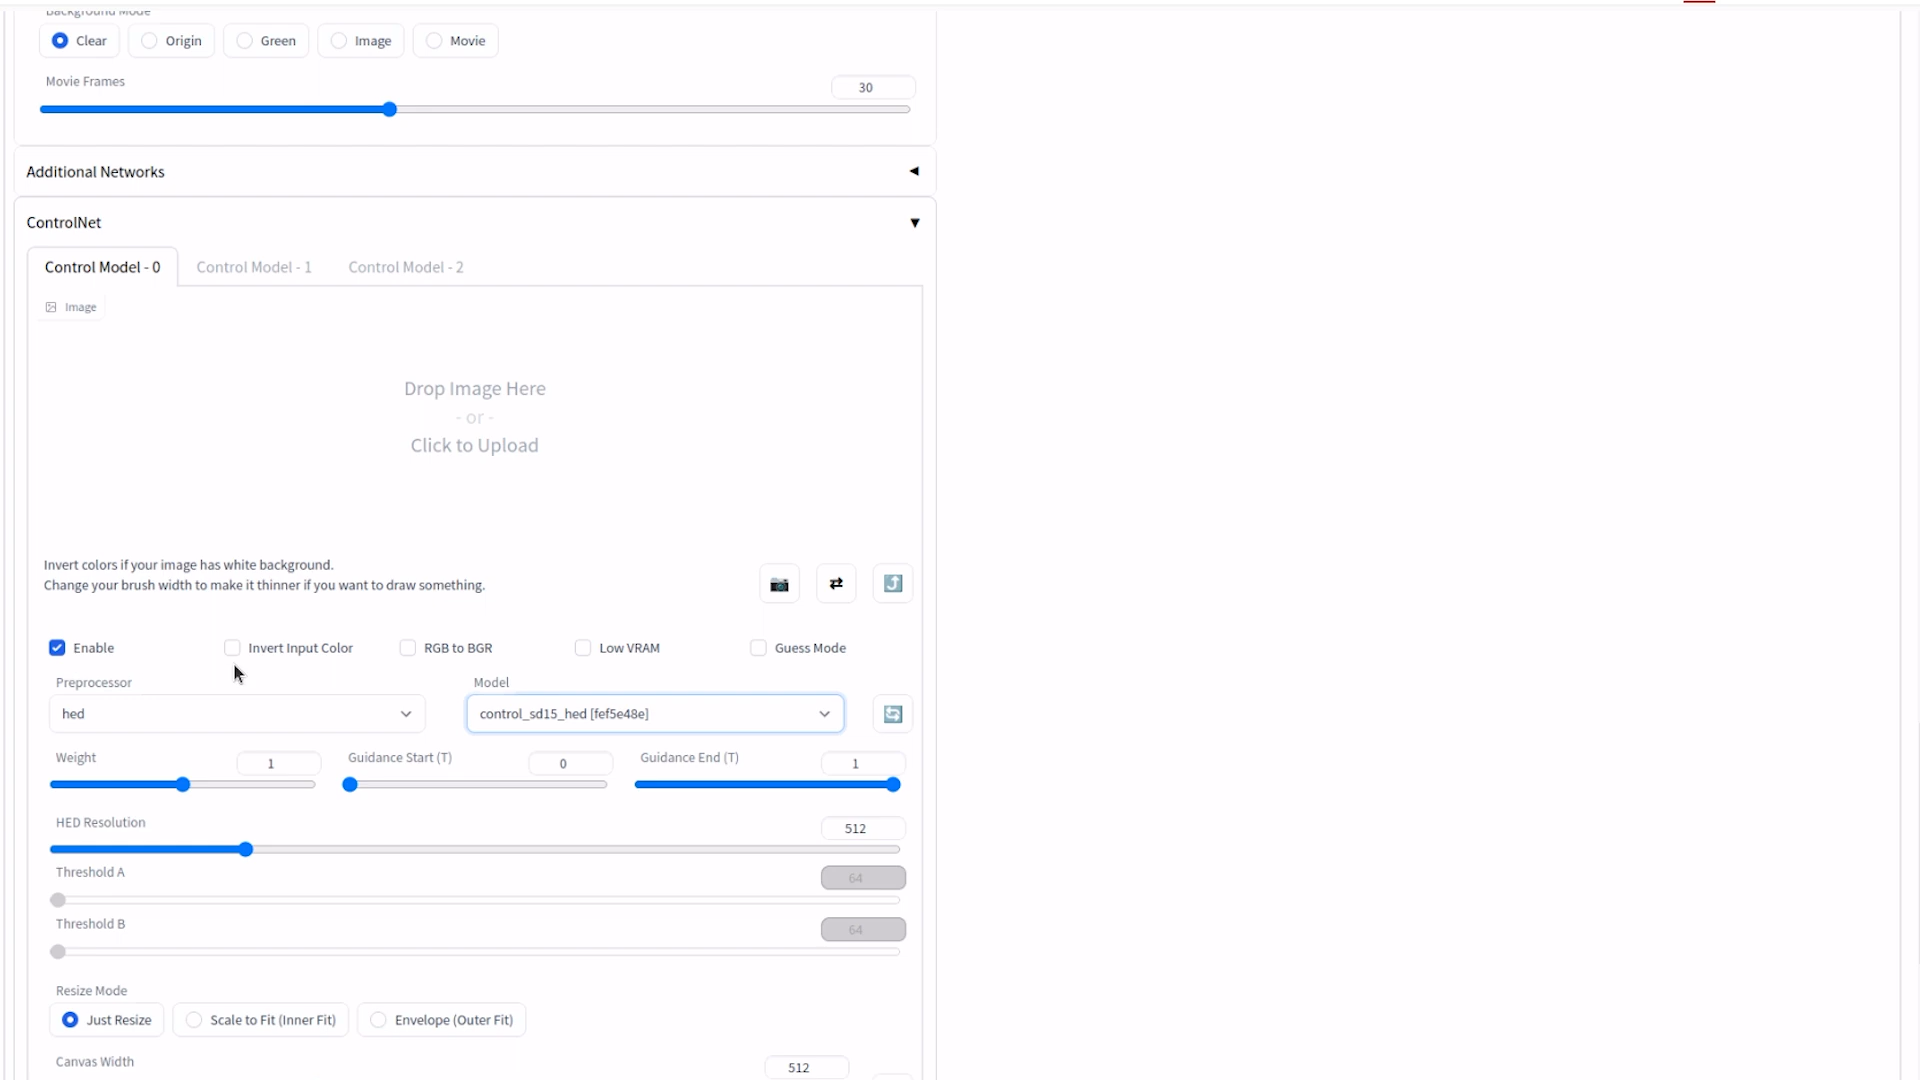 Background Mode
Clear
Origin
Green
Image
Movie
Movie Frames
30
Additional Networks
ControlNet
Control Model - 0
Control Model - 1
Control Model - 2
Image
Drop Image Here
- or -
Click to Upload
Invert colors if your image has white background.
Change your brush width to make it thinner if you want to draw something.
Enable
Invert Input Color
RGB to BGR
Low VRAM
Guess Mode
Preprocessor
Model
hed
control_sd15_hed [fef5e48e]
Weight
1
Guidance Start (T)
0
Guidance End (T)
1
HED Resolution
512
Threshold A
64
Threshold B
64
Resize Mode
Just Resize
Scale to Fit (Inner Fit)
Envelope (Outer Fit)
Canvas Width
512